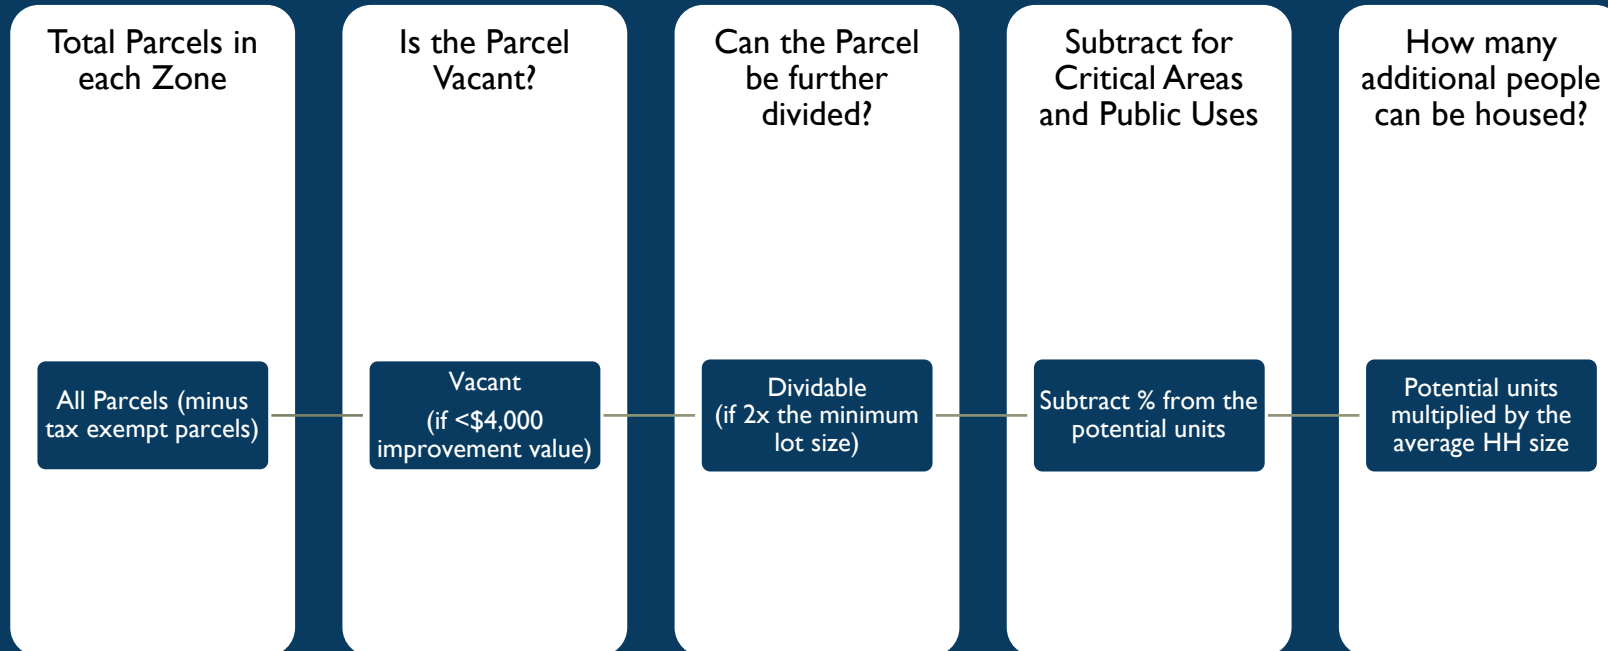 Total Parcels in
each Zone
All Parcels (minus
tax exempt parcels)
Is the Parcel
Vacant?
Vacant
(if <$4,000
improvement value)
Can the Parcel
be further
divided?
Dividable
(if 2x the minimum
lot size)
Subtract for
Critical Areas
and Public Uses
Subtract % from the
potential units
How many
additional people
can be housed?
Potential units
multiplied by the
average HH size